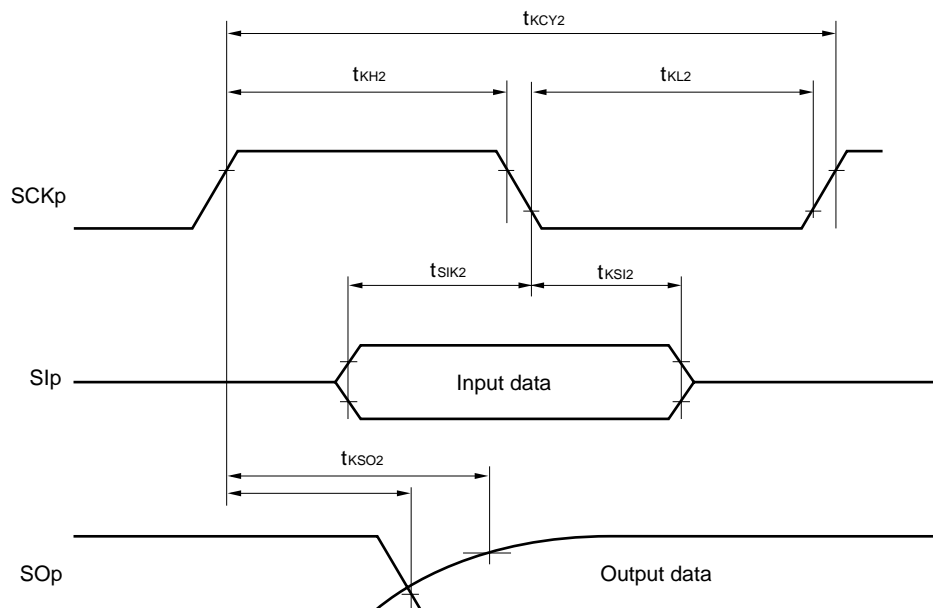 tKCY2
tKH2
tKL2
SCKp
tSIK2
tKSI2
SIp
Input data
tKSO2
SOp
Output data